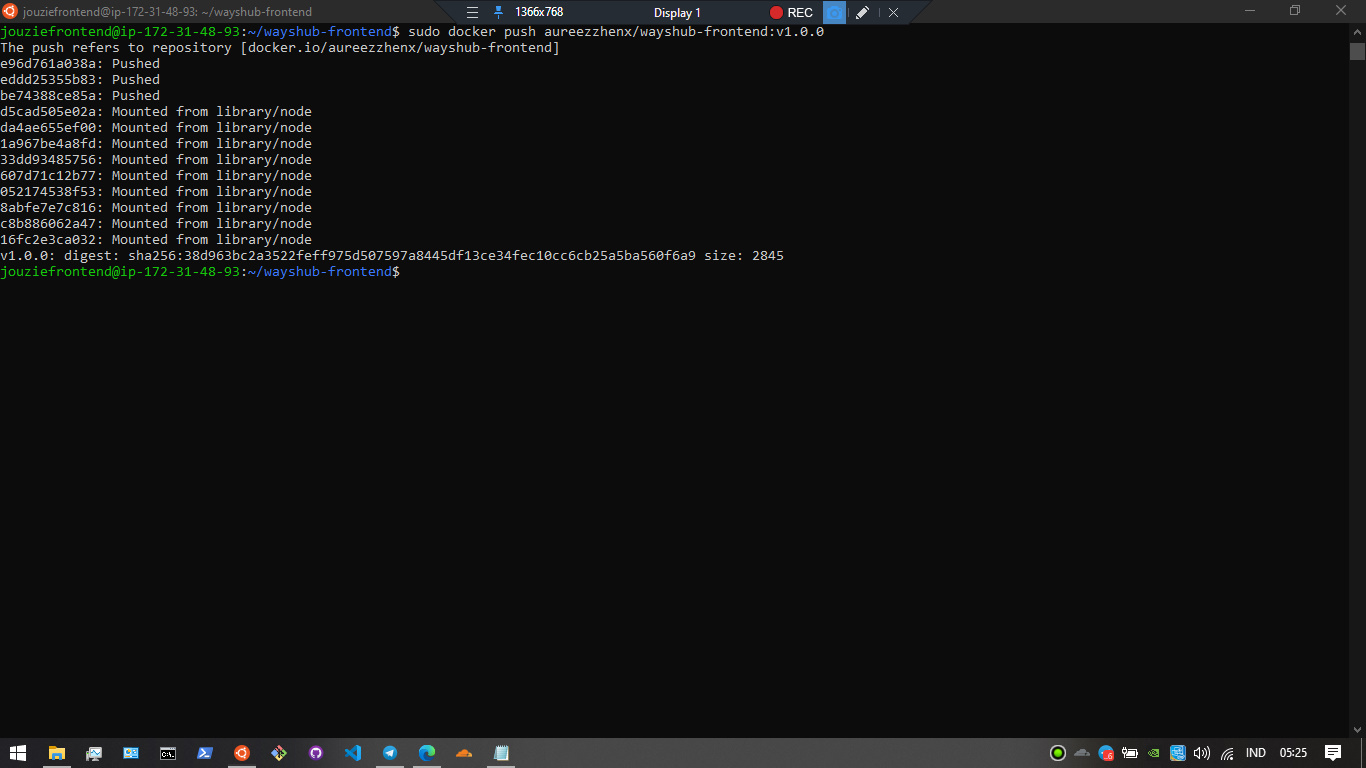 jouziefrontend@ip-172-31-48-93: ~/wayshub-frontend
1366x768
Display 1
REC
jouziefrontend@ip-172-31-48-93:~/wayshub-frontend$ sudo docker push aureezzhenx/wayshub-frontend:v1.0.0
The push refers to repository [docker.io/aureezzhenx/wayshub-frontend]
e96d761a038a: Pushed
eddd25355b83: Pushed
be74388ce85a: Pushed
d5cad505e02a: Mounted from library/node
da4ae655ef00: Mounted from library/node
1a967be4a8fd: Mounted from library/node
33dd93485756: Mounted from library/node
607d71c12b77: Mounted from library/node
052174538f53: Mounted from library/node
8abfe7e7c816: Mounted from library/node
c8b886062a47: Mounted from library/node
16fc2e3ca032: Mounted from library/node
v1.0.0: digest: sha256:38d963bc2a3522feff975d507597a8445df13ce34fec10cc6cb25a5ba560f6a9 size: 2845
jouziefrontend@ip-172-31-48-93:~/wayshub-frontend$
IND
05:25